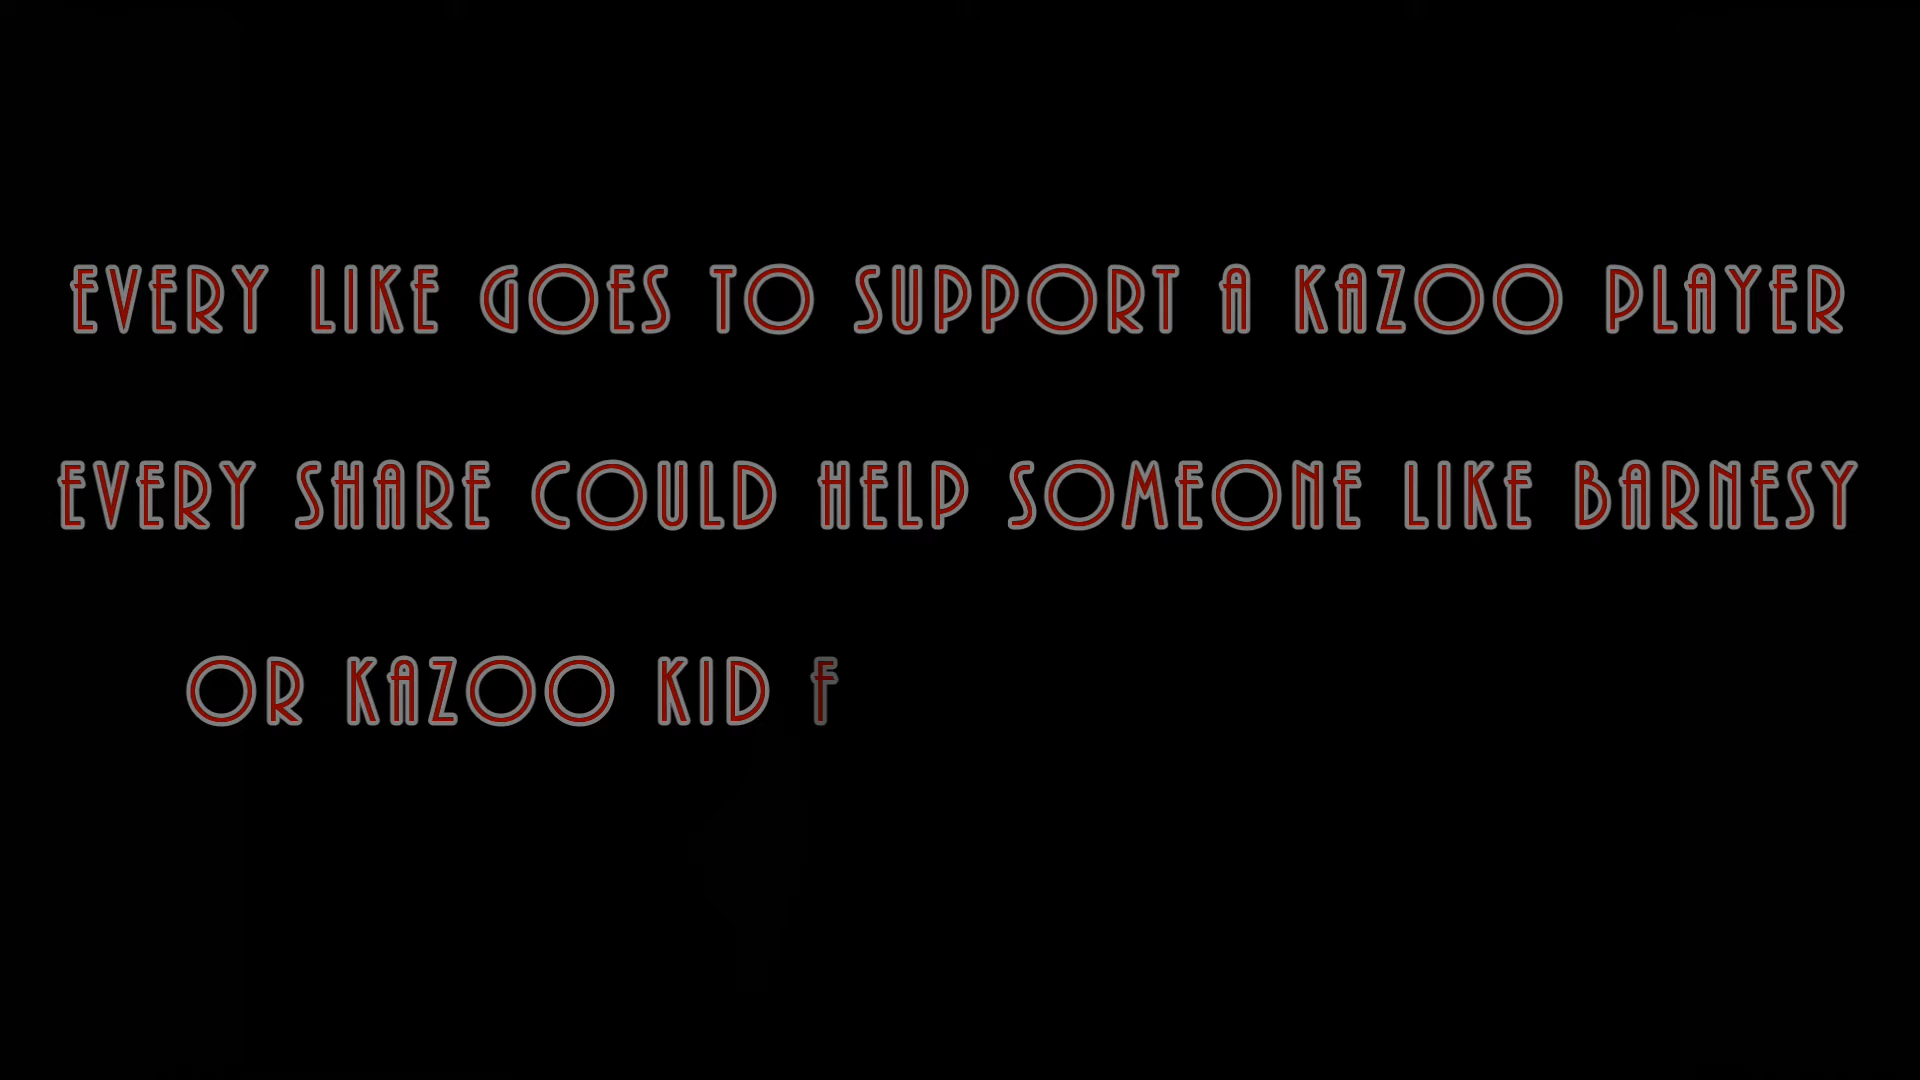 EVERY LIKE GOES TO SUPPORT A KAZOO PLAYER
EVERY SHARE COULD HELP SOMEONE LIKE BARNESY
OR KAZOO KID F